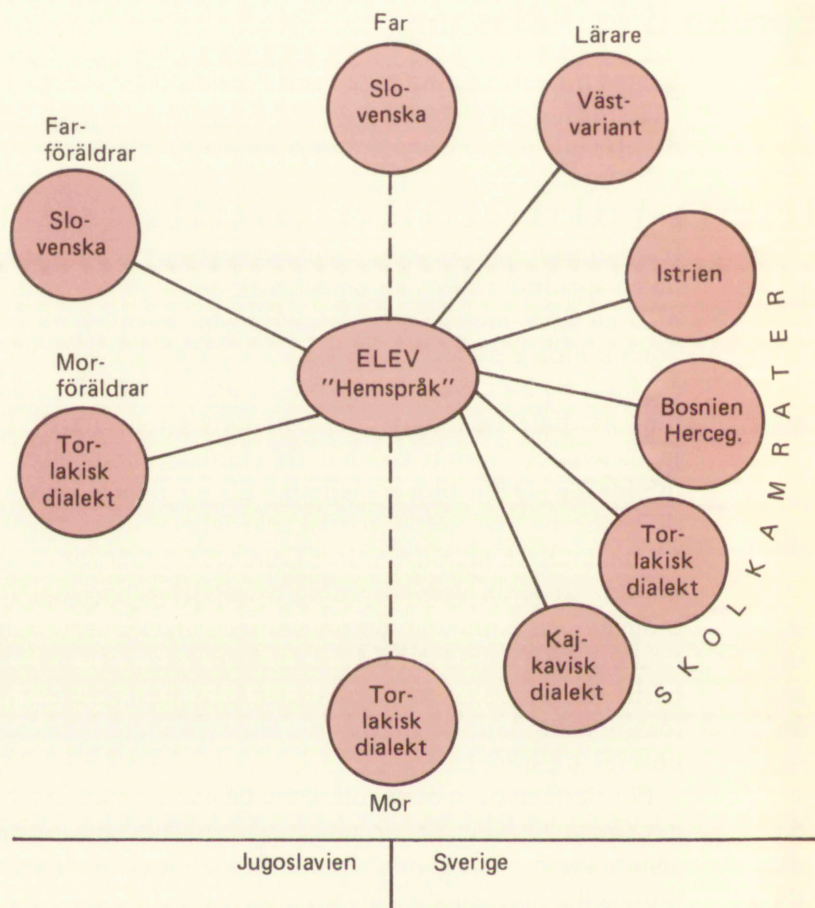 Far
Slo-
venska
Lärare
Väst-
variant
Far-
föräldrar
Slo-
venska
Istrien
ELEV
"Hemspråk"
Mor-
föräldrar
Tor-
lakisk
dialekt
Bosnien
Herceg.
Tor-
lakisk
dialekt
Kaj-
kavisk
dialekt
SKOLKAMRATER
Tor-
lakisk
dialekt
Mor
Jugoslavien
Sverige